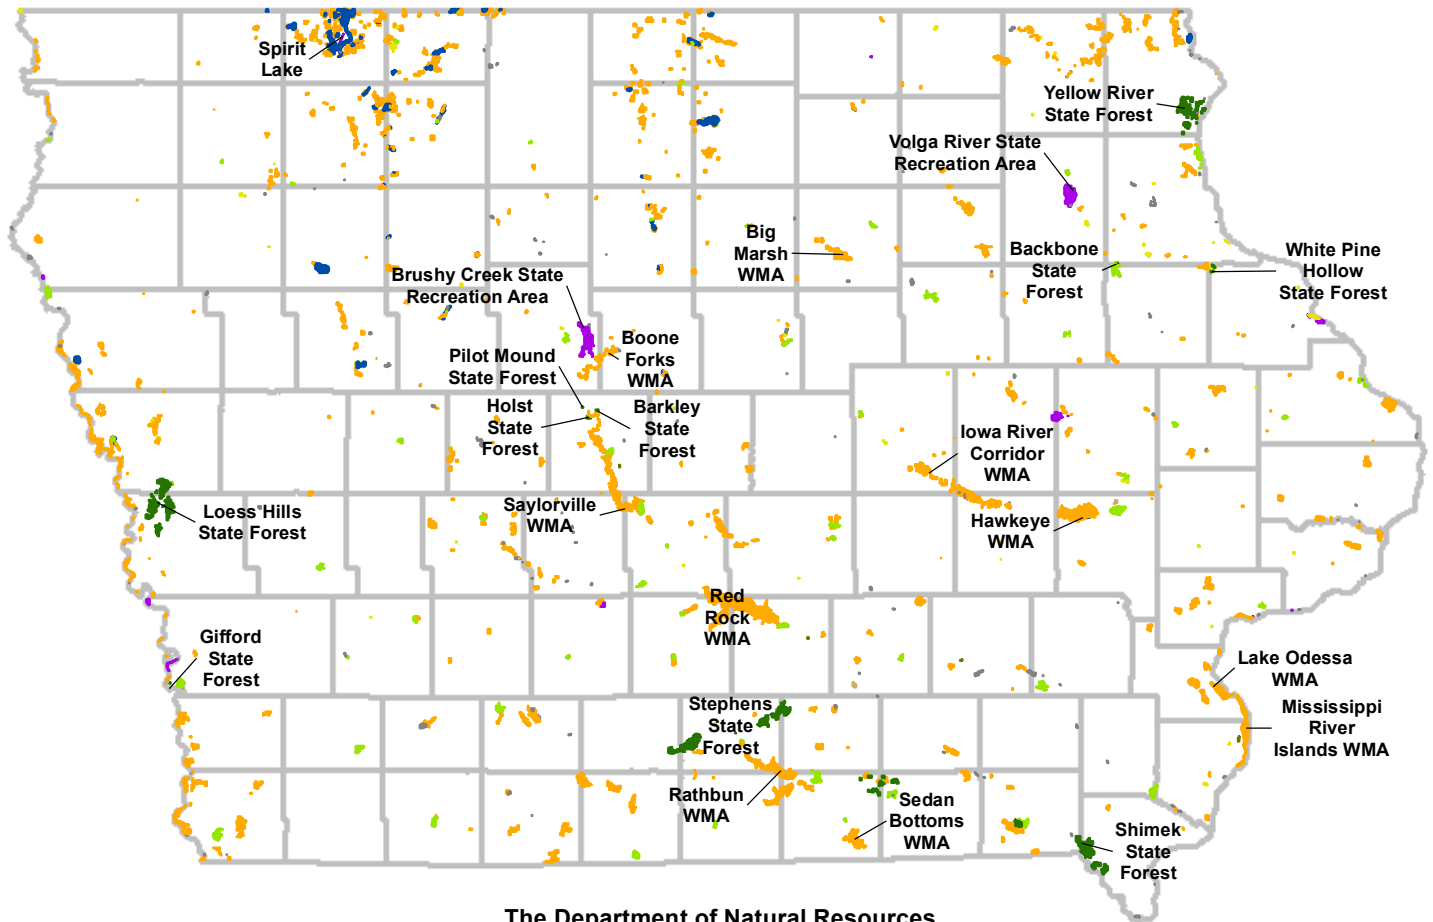 Spirit
Lake
Yellow River
State Forest
Volga River State
Recreation Area
Big
Marsh
WMA
Backbone
State
Forest
White Pine
Hollow
State Forest
Brushy Creek State
Recreation Area
Boone
Forks
WMA
Pilot Mound
State Forest
Holst
State
Forest
Barkley
State
Forest
Iowa River
Corridor
WMA
Loess Hills
State Forest
Saylorville
WMA
Hawkeye
WMA
Red
Rock
WMA
Gifford
State
Forest
Lake Odessa
WMA
Mississippi
River
Islands WMA
Stephens
State
Forest
Rathbun
WMA
Sedan
Bottoms
WMA
Shimek
State
Forest
The Department of Natural Resources